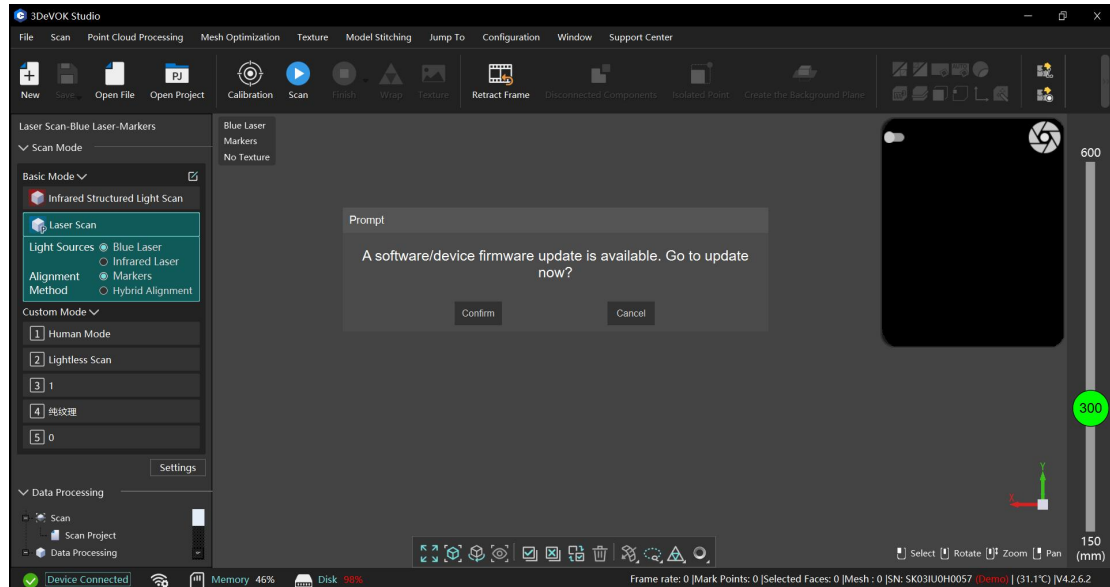 3DeVOK Studio
File Scan Point Cloud Processing Mesh Optimization Texture Model Stitching Jump To Configuration Window Support Center
New Save Open File Open Project Calibration Scan Finish Wrap Texture Retract Frame Disconnected Components Isolated Point Create the Background Plane
PJ
Laser Scan-Blue Laser-Markers
Scan Mode
Basic Mode
Infrared Structured Light Scan
Laser Scan
Light Sources Blue Laser
Infrared Laser
Alignment Markers
Method Hybrid Alignment
Custom Mode
1 Human Mode
2 Lightless Scan
3 1
4 纯纹理
5 0
Settings
Data Processing
Scan
Scan Project
Data Processing
Blue Laser
Markers
No Texture
Prompt
A software/device firmware update is available. Go to update
now?
Confirm Cancel
600
300
150
(mm)
Y
X
Select Rotate Zoom Pan
Device Connected Memory 46% Disk 98% Frame rate: 0 |Mark Points: 0 |Selected Faces: 0 |Mesh : 0 |SN: SK03IU0H0057 (Demo) | (31.1℃) |V4.2.6.2